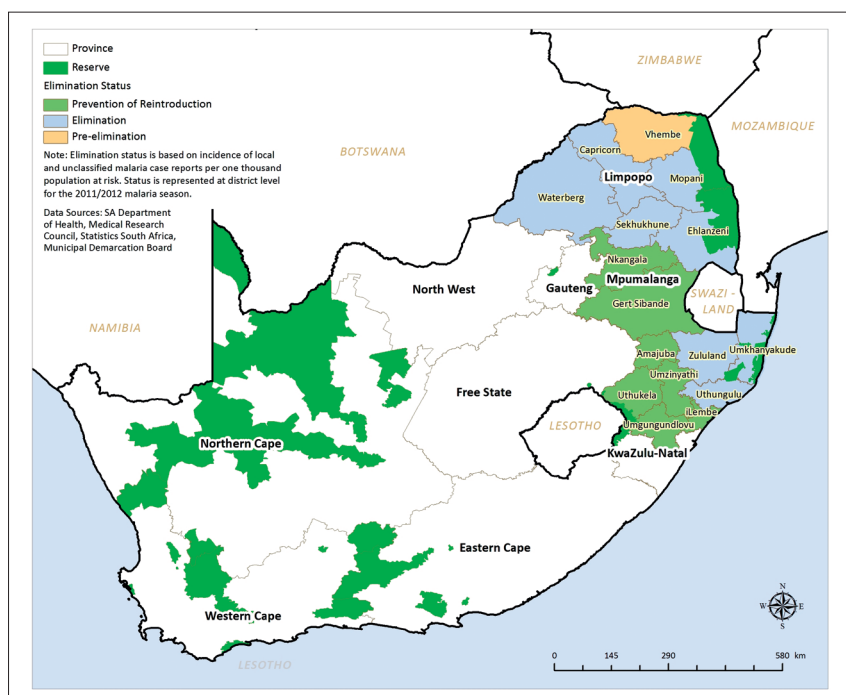 Province
Reserve
Elimination Status
Prevention of Reintroduction
Elimination
Pre-elimination
Note: Elimination status is based on incidence of local
and unclassified malaria case reports per one thousand
population at risk. Status is represented at district level
for the 2011/2012 malaria season.
Data Sources: SA Department
of Health, Medical Research
Council, Statistics South Africa,
Municipal Demarcation Board
ZIMBABWE
MOZAMBIQUE
BOTSWANA
Vhembe
Capricorn
Limpopo
Mopani
Waterberg
Sekhukhune
Ehlanzeni
Nkangala
North West
Gauteng
Mpumalanga
SWAZI -
LAND
Gert Sibande
NAMIBIA
Amajuba
Zululand
Umkhanyakude
Umzinyathi
Free State
Uthukela
Uthungulu
iLembe
LESOTHO
Umgungundlovu
Northern Cape
KwaZulu-Natal
Eastern Cape
Western Cape
LESOTHO
N
W
E
S
0 145 290 580 km